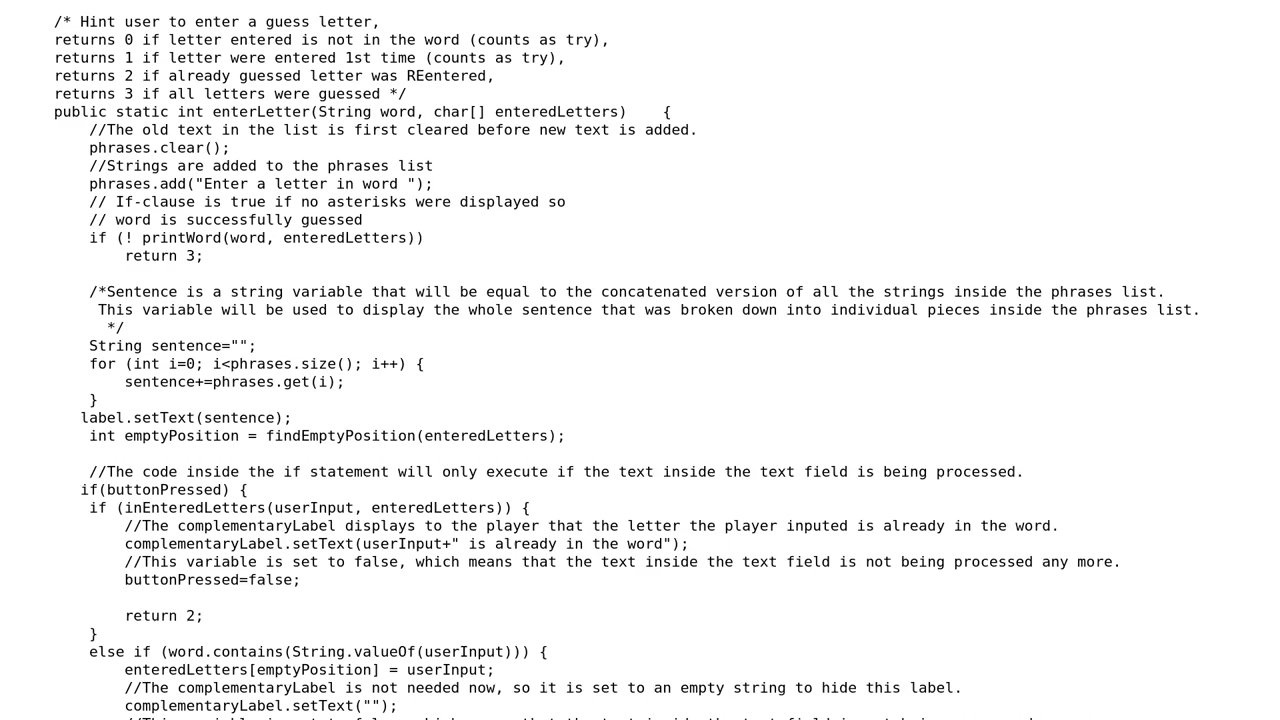 /* Hint user to enter a guess letter,
returns 0 if letter entered is not in the word (counts as try),
returns 1 if letter were entered 1st time (counts as try),
returns 2 if already guessed letter was REentered,
returns 3 if all letters were guessed */
public static int enterLetter(String word, char[] enteredLetters)    {
    //The old text in the list is first cleared before new text is added.
    phrases.clear();
    //Strings are added to the phrases list
    phrases.add("Enter a letter in word ");
    // If-clause is true if no asterisks were displayed so
    // word is successfully guessed
    if (! printWord(word, enteredLetters))
        return 3;

    /*Sentence is a string variable that will be equal to the concatenated version of all the strings inside the phrases list.
     This variable will be used to display the whole sentence that was broken down into individual pieces inside the phrases list.
      */
    String sentence="";
    for (int i=0; i<phrases.size(); i++) {
        sentence+=phrases.get(i);
    }
   label.setText(sentence);
    int emptyPosition = findEmptyPosition(enteredLetters);

    //The code inside the if statement will only execute if the text inside the text field is being processed.
   if(buttonPressed) {
    if (inEnteredLetters(userInput, enteredLetters)) {
        //The complementaryLabel displays to the player that the letter the player inputed is already in the word.
        complementaryLabel.setText(userInput+" is already in the word");
        //This variable is set to false, which means that the text inside the text field is not being processed any more.
        buttonPressed=false;

        return 2;
    }
    else if (word.contains(String.valueOf(userInput))) {
        enteredLetters[emptyPosition] = userInput;
        //The complementaryLabel is not needed now, so it is set to an empty string to hide this label.
        complementaryLabel.setText("");